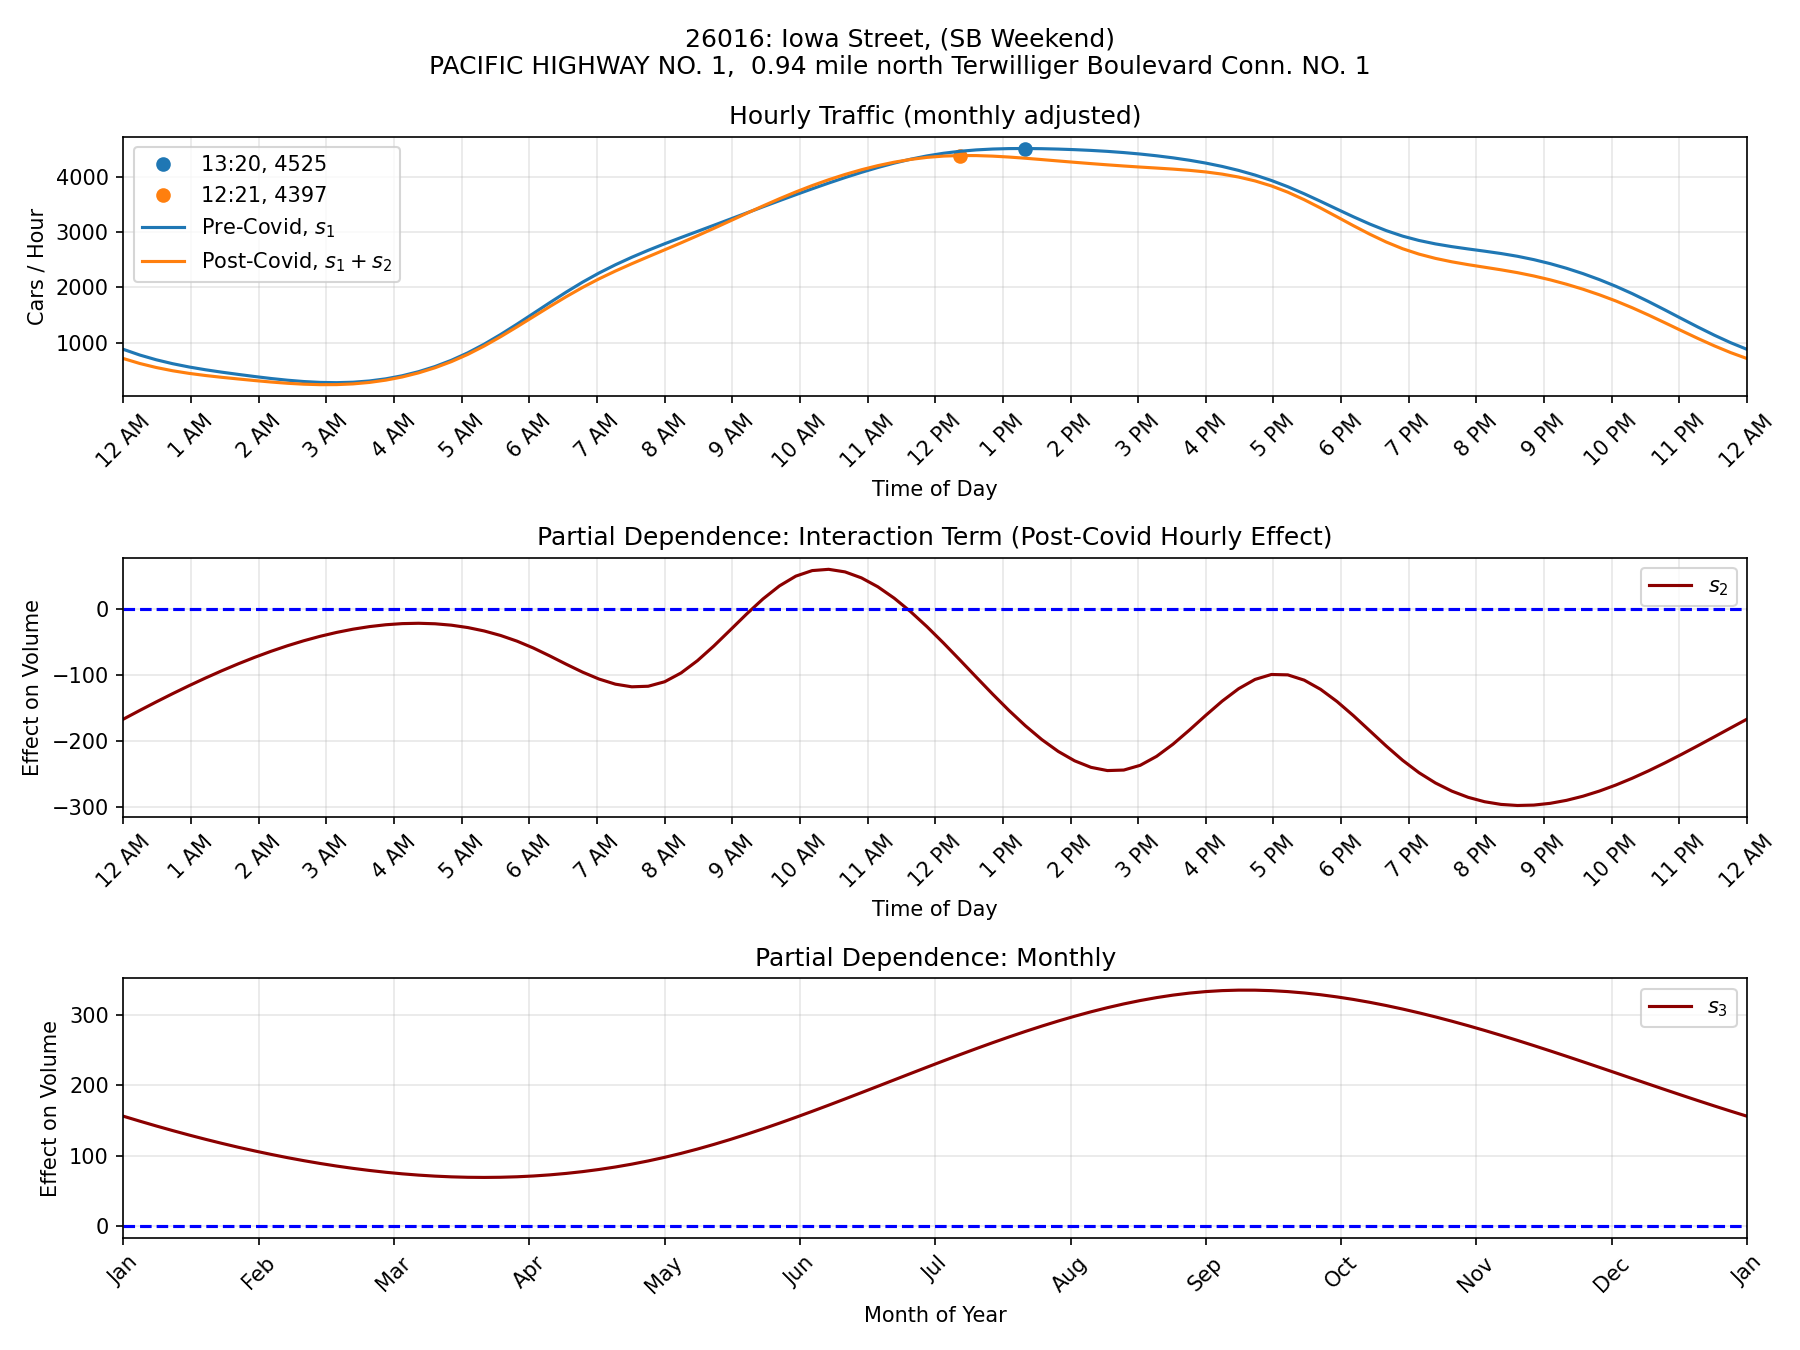 26016: Iowa Street, (SB Weekend)
PACIFIC HIGHWAY NO. 1,  0.94 mile north Terwilliger Boulevard Conn. NO. 1
Hourly Traffic (monthly adjusted)
13:20, 4525
12:21, 4397
Pre-Covid, s₁
Post-Covid, s₁ + s₂
Cars / Hour
4000
3000
2000
1000
12 AM 1 AM 2 AM 3 AM 4 AM 5 AM 6 AM 7 AM 8 AM 9 AM 10 AM 11 AM 12 PM 1 PM 2 PM 3 PM 4 PM 5 PM 6 PM 7 PM 8 PM 9 PM 10 PM 11 PM 12 AM
Time of Day
Partial Dependence: Interaction Term (Post-Covid Hourly Effect)
s₂
Effect on Volume
0
−100
−200
−300
12 AM 1 AM 2 AM 3 AM 4 AM 5 AM 6 AM 7 AM 8 AM 9 AM 10 AM 11 AM 12 PM 1 PM 2 PM 3 PM 4 PM 5 PM 6 PM 7 PM 8 PM 9 PM 10 PM 11 PM 12 AM
Time of Day
Partial Dependence: Monthly
s₃
Effect on Volume
300
200
100
0
Jan Feb Mar Apr May Jun Jul Aug Sep Oct Nov Dec Jan
Month of Year